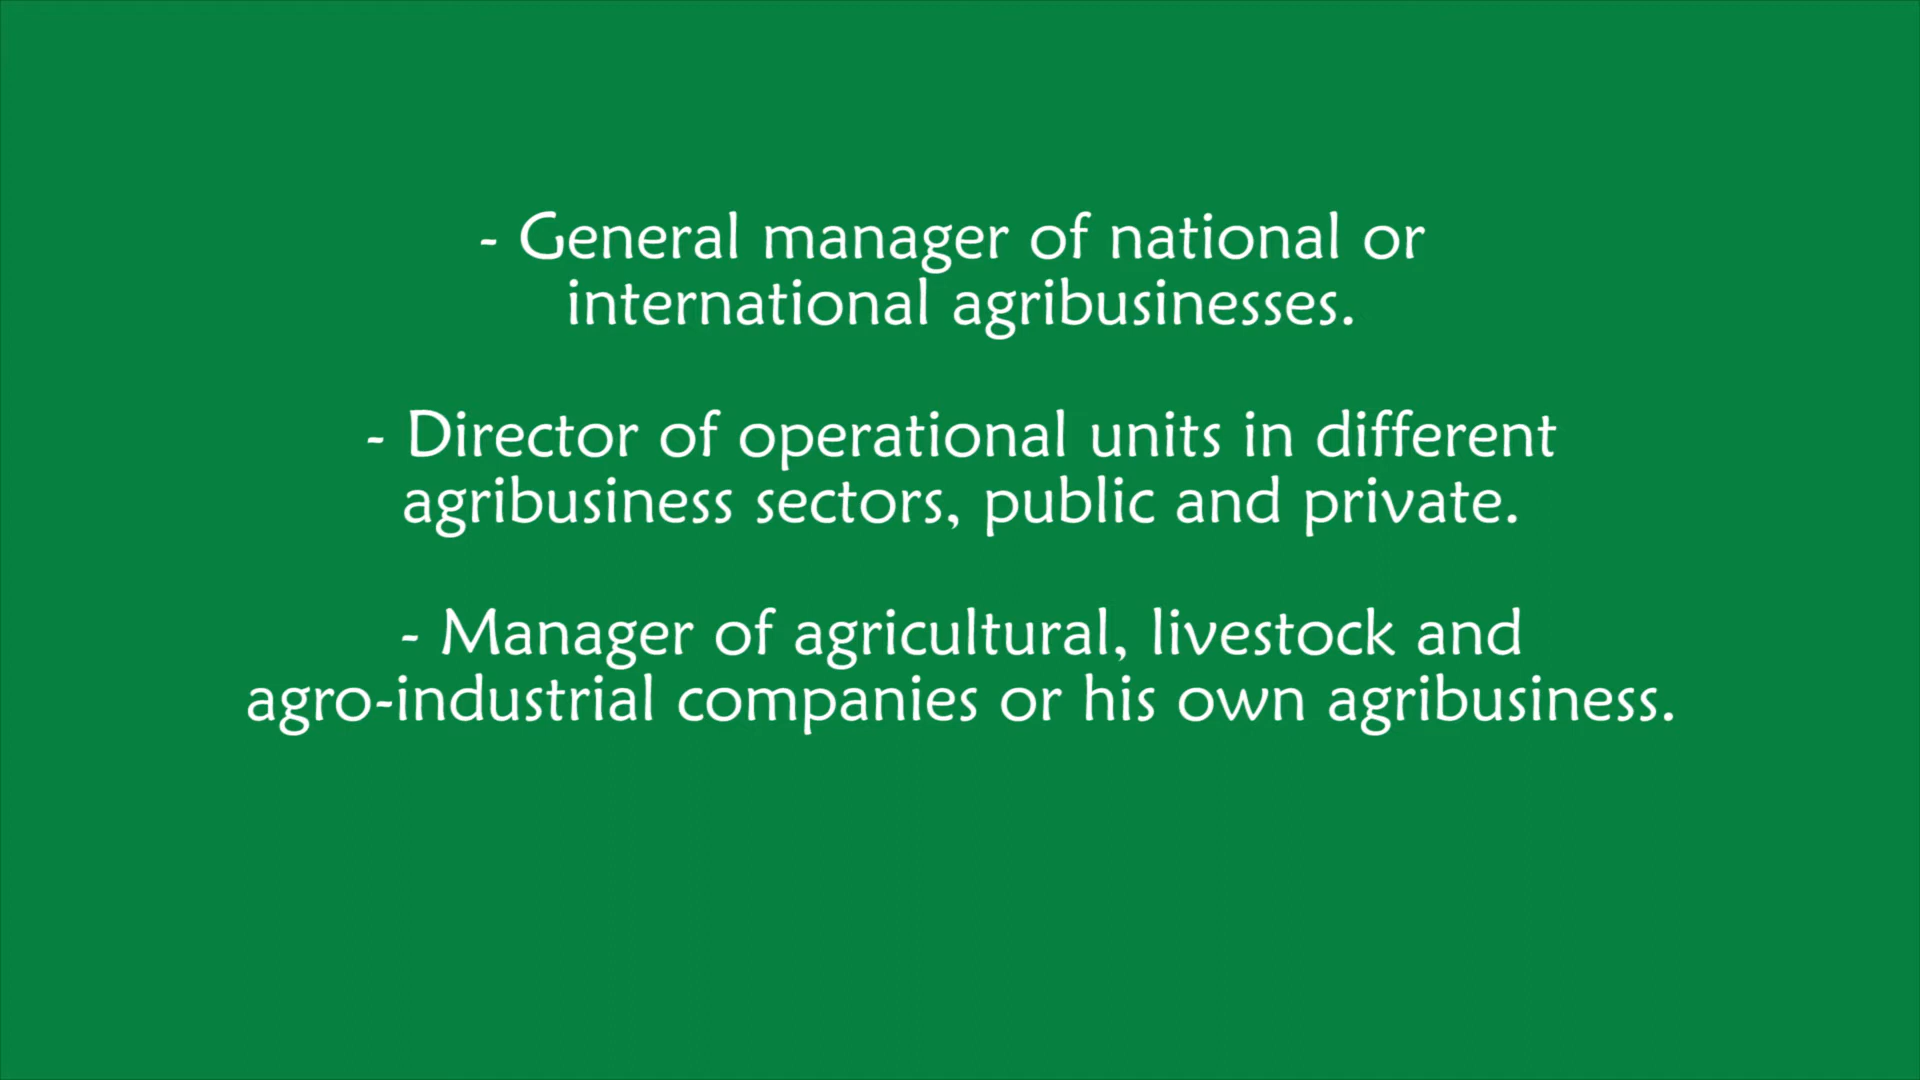 - General manager of national or
international agribusinesses.
- Director of operational units in different
agribusiness sectors, public and private.
- Manager of agricultural, livestock and
agro-industrial companies or his own agribusiness.